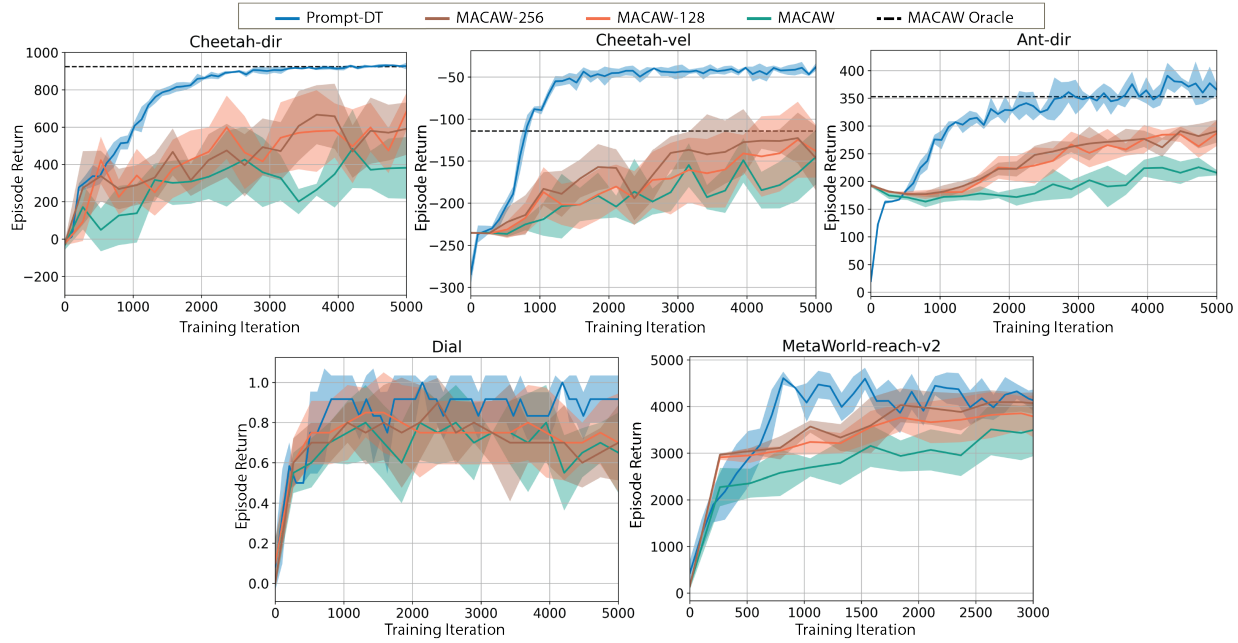 Prompt-DT MACAW-256 MACAW-128 MACAW MACAW Oracle
Cheetah-dir
1000
800
600
400
200
0
−200
0 1000 2000 3000 4000 5000
Episode Return
Training Iteration
Cheetah-vel
−50
−100
−150
−200
−250
−300
0 1000 2000 3000 4000 5000
Episode Return
Training Iteration
Ant-dir
400
350
300
250
200
150
100
50
0
0 1000 2000 3000 4000 5000
Episode Return
Training Iteration
Dial
1.0
0.8
0.6
0.4
0.2
0.0
0 1000 2000 3000 4000 5000
Episode Return
Training Iteration
MetaWorld-reach-v2
5000
4000
3000
2000
1000
0
0 500 1000 1500 2000 2500 3000
Episode Return
Training Iteration